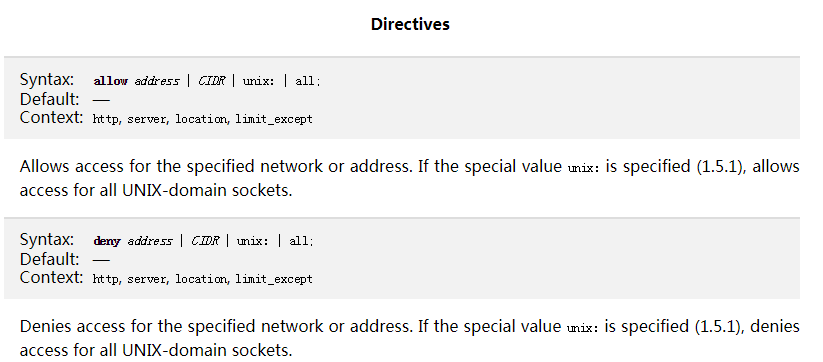 Directives
Syntax: allow address | CIDR | unix: | all;
Default: —
Context: http, server, location, limit_except
Allows access for the specified network or address. If the special value unix: is specified (1.5.1), allows
access for all UNIX-domain sockets.
Syntax: deny address | CIDR | unix: | all;
Default: —
Context: http, server, location, limit_except
Denies access for the specified network or address. If the special value unix: is specified (1.5.1), denies
access for all UNIX-domain sockets.